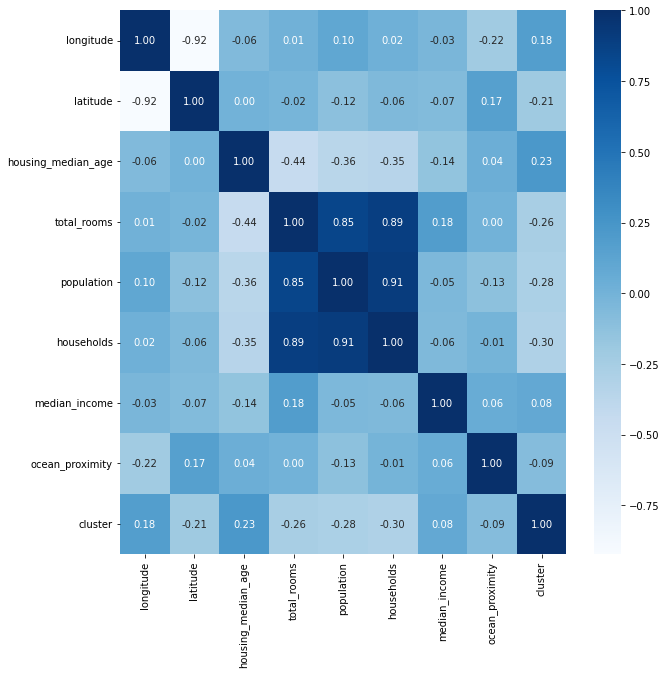 longitude 1.00 -0.92 -0.06 0.01 0.10 0.02 -0.03 -0.22 0.18
latitude -0.92 1.00 0.00 -0.02 -0.12 -0.06 -0.07 0.17 -0.21
housing_median_age -0.06 0.00 1.00 -0.44 -0.36 -0.35 -0.14 0.04 0.23
total_rooms 0.01 -0.02 -0.44 1.00 0.85 0.89 0.18 0.00 -0.26
population 0.10 -0.12 -0.36 0.85 1.00 0.91 -0.05 -0.13 -0.28
households 0.02 -0.06 -0.35 0.89 0.91 1.00 -0.06 -0.01 -0.30
median_income -0.03 -0.07 -0.14 0.18 -0.05 -0.06 1.00 0.06 0.08
ocean_proximity -0.22 0.17 0.04 0.00 -0.13 -0.01 0.06 1.00 -0.09
cluster 0.18 -0.21 0.23 -0.26 -0.28 -0.30 0.08 -0.09 1.00
longitude
latitude
housing_median_age
total_rooms
population
households
median_income
ocean_proximity
cluster
1.00
0.75
0.50
0.25
0.00
−0.25
−0.50
−0.75